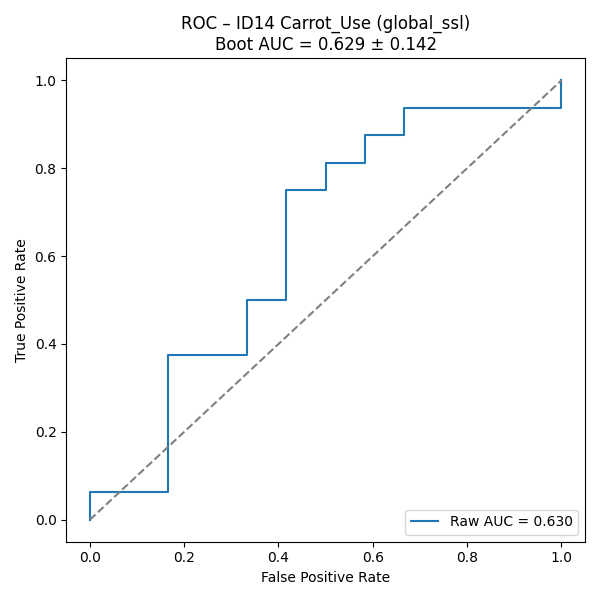 ROC – ID14 Carrot_Use (global_ssl)
Boot AUC = 0.629 ± 0.142
True Positive Rate
1.0
0.8
0.6
0.4
0.2
0.0
Raw AUC = 0.630
0.0 0.2 0.4 0.6 0.8 1.0
False Positive Rate